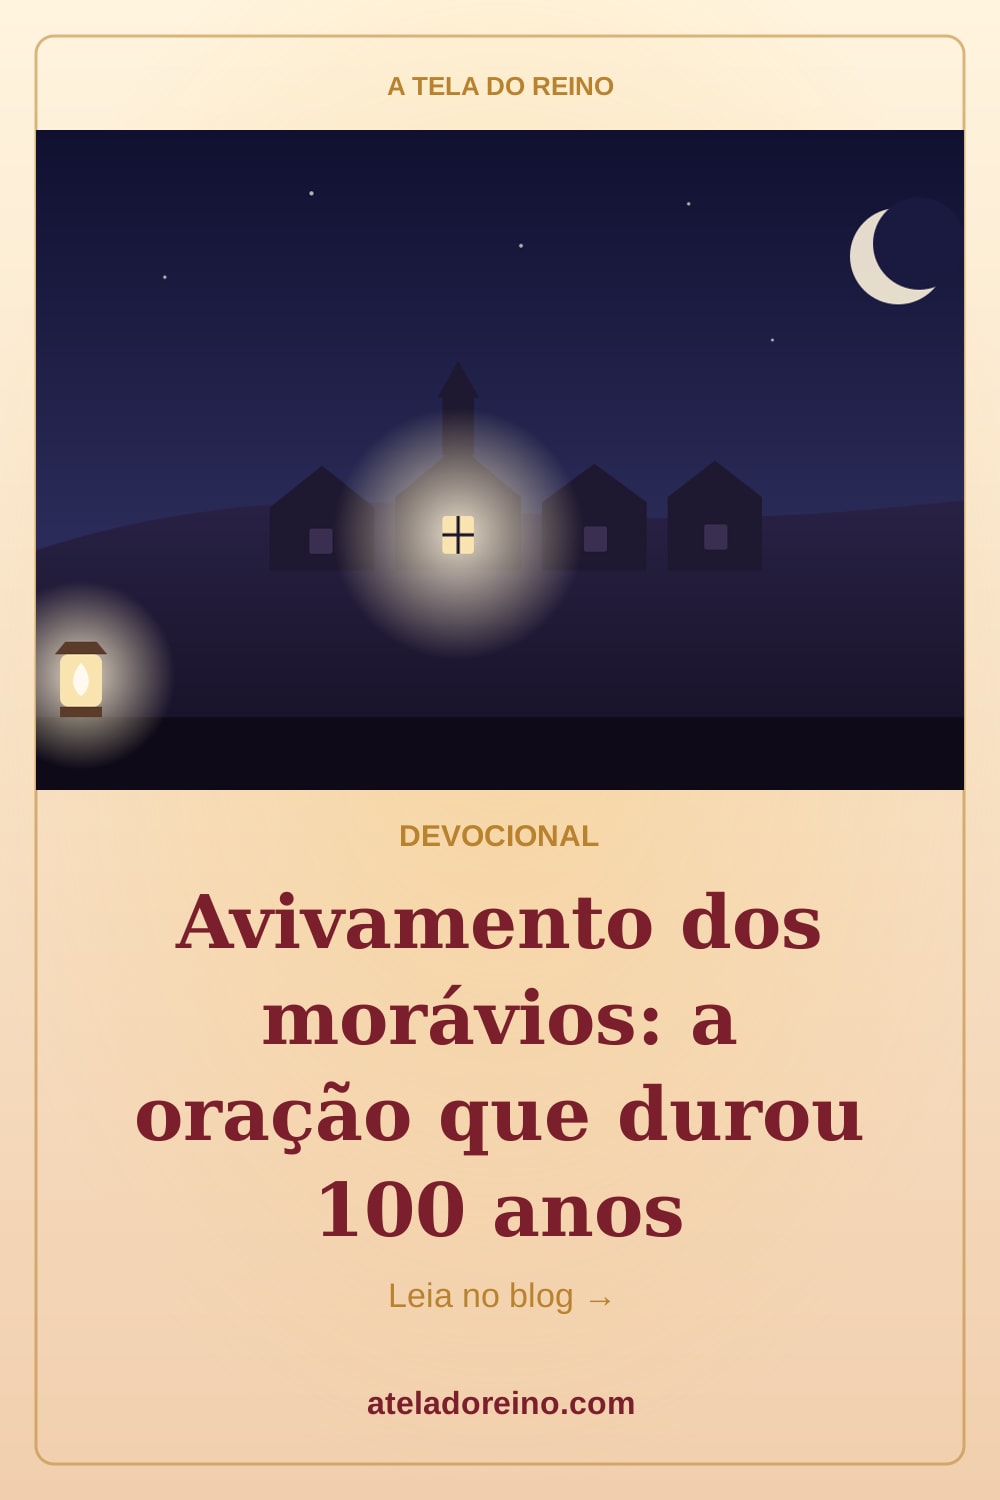 A TELA DO REINO
DEVOCIONAL
Avivamento dos
morávios: a
oração que durou
100 anos
Leia no blog →
ateladoreino.com